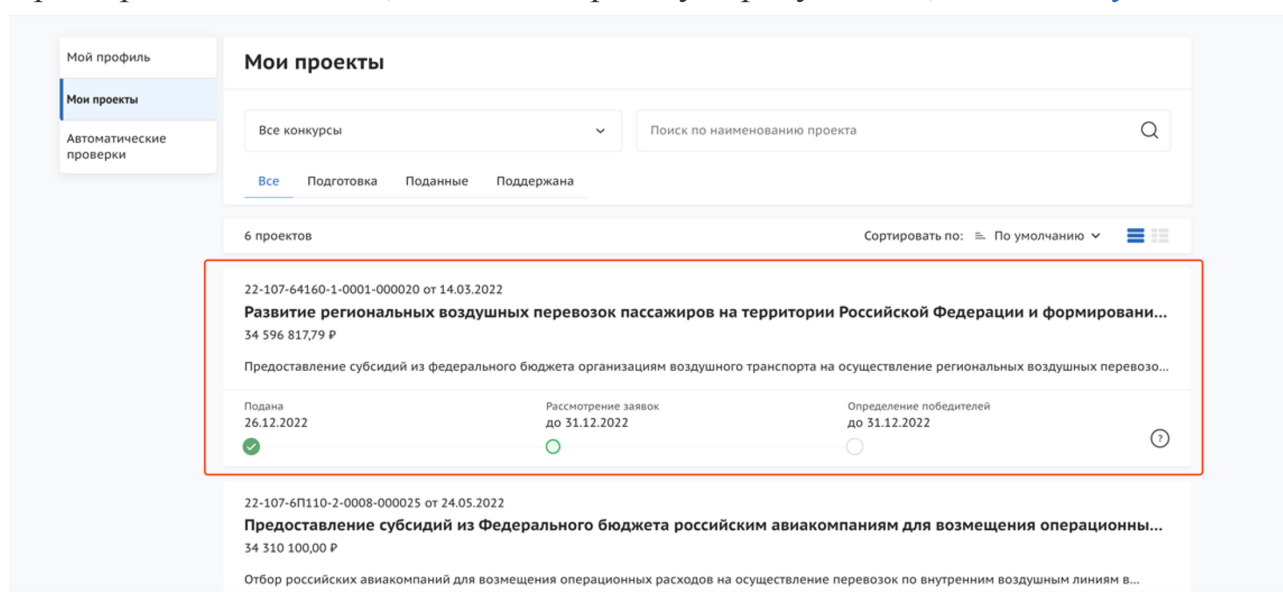 Мой профиль
Мои проекты
Автоматические
проверки
Мои проекты
Все конкурсы
Поиск по наименованию проекта
Все Подготовка Поданные Поддержана
6 проектов
Сортировать по: По умолчанию
22-107-64160-1-0001-000020 от 14.03.2022
Развитие региональных воздушных перевозок пассажиров на территории Российской Федерации и формировани...
34 596 817,79 ₽
Предоставление субсидий из федерального бюджета организациям воздушного транспорта на осуществление региональных воздушных перевозо...
Подана Рассмотрение заявок Определение победителей
26.12.2022 до 31.12.2022 до 31.12.2022
?
22-107-6П110-2-0008-000025 от 24.05.2022
Предоставление субсидий из Федерального бюджета российским авиакомпаниям для возмещения операционны...
34 310 100,00 ₽
Отбор российских авиакомпаний для возмещения операционных расходов на осуществление перевозок по внутренним воздушным линиям в...